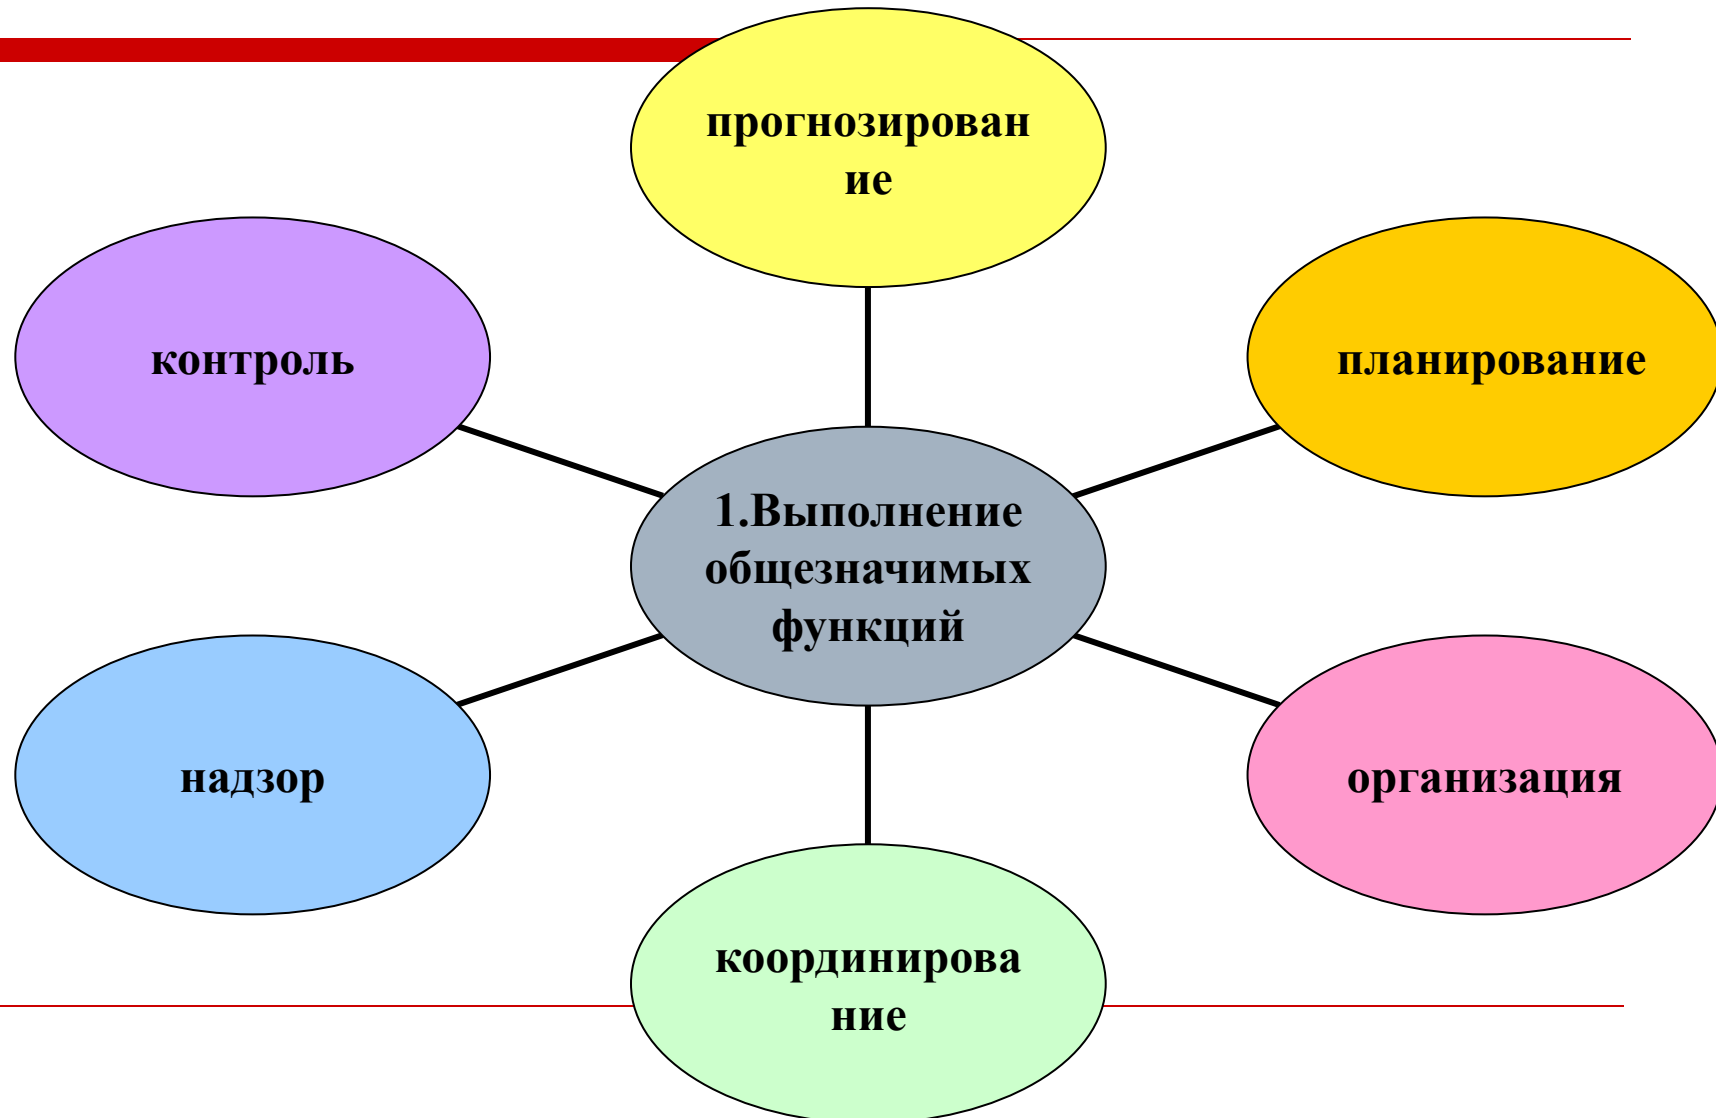 прогнозирован
ие
контроль
планирование
1.Выполнение
общезначимых
функций
надзор
организация
координирова
ние